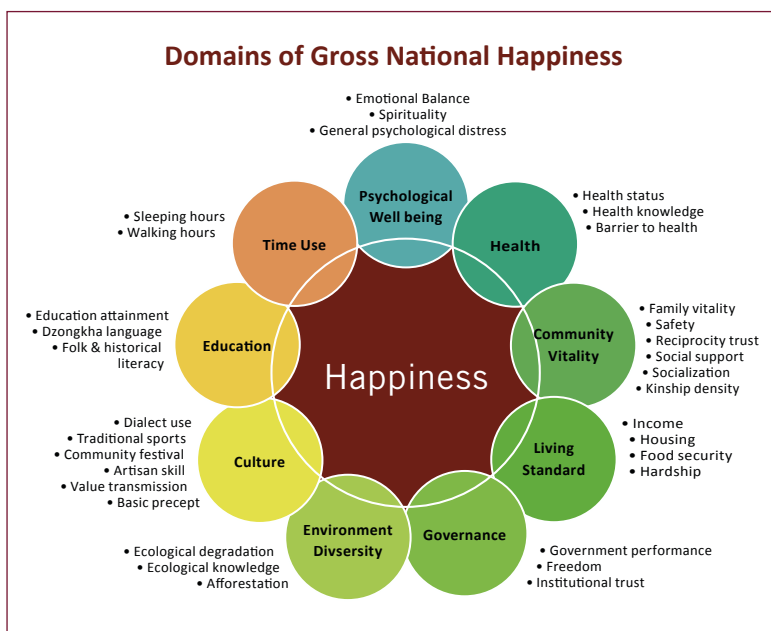 Domains of Gross National Happiness
• Emotional Balance
• Spirituality
• General psychological distress
Psychological
Well being
• Health status
• Health knowledge
• Barrier to health
Health
• Family vitality
• Safety
• Reciprocity trust
• Social support
• Socialization
• Kinship density
Community
Vitality
• Income
• Housing
• Food security
• Hardship
Living
Standard
• Government performance
• Freedom
• Institutional trust
Governance
Environment
Divsersity
• Ecological degradation
• Ecological knowledge
• Afforestation
Culture
• Dialect use
• Traditional sports
• Community festival
• Artisan skill
• Value transmission
• Basic precept
Education
• Education attainment
• Dzongkha language
• Folk & historical
literacy
Time Use
• Sleeping hours
• Walking hours
Happiness